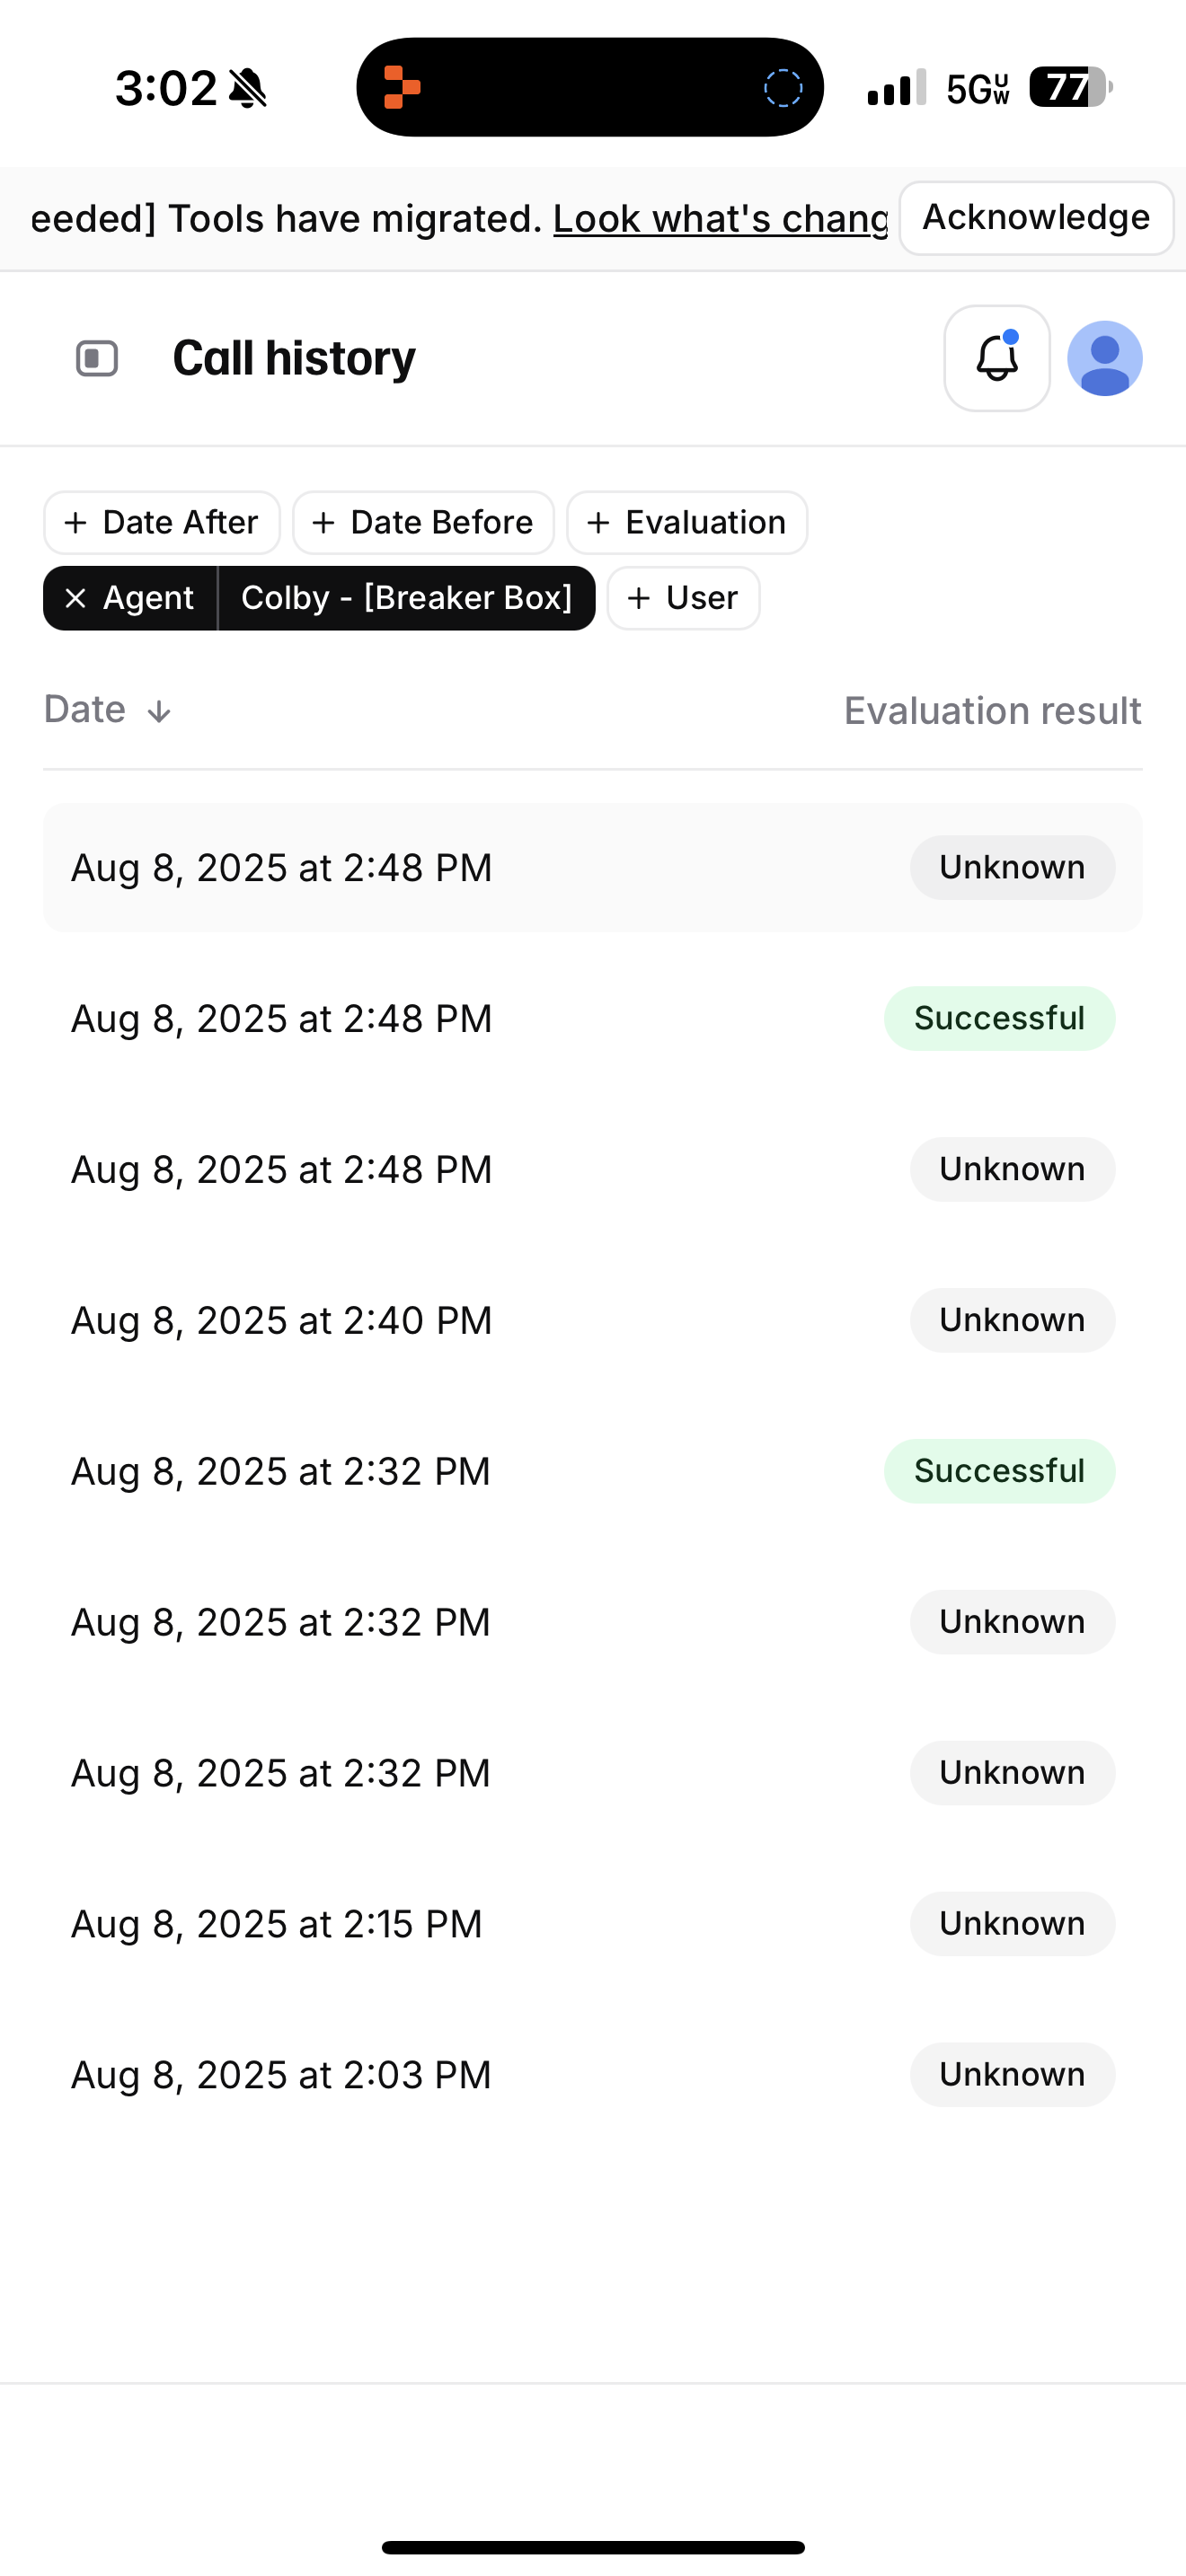 3:02 5G UW 77
eeded] Tools have migrated. Look what's chang Acknowledge
Call history
+ Date After + Date Before + Evaluation
× Agent Colby - [Breaker Box] + User
Date ↓ Evaluation result
Aug 8, 2025 at 2:48 PM Unknown
Aug 8, 2025 at 2:48 PM Successful
Aug 8, 2025 at 2:48 PM Unknown
Aug 8, 2025 at 2:40 PM Unknown
Aug 8, 2025 at 2:32 PM Successful
Aug 8, 2025 at 2:32 PM Unknown
Aug 8, 2025 at 2:32 PM Unknown
Aug 8, 2025 at 2:15 PM Unknown
Aug 8, 2025 at 2:03 PM Unknown